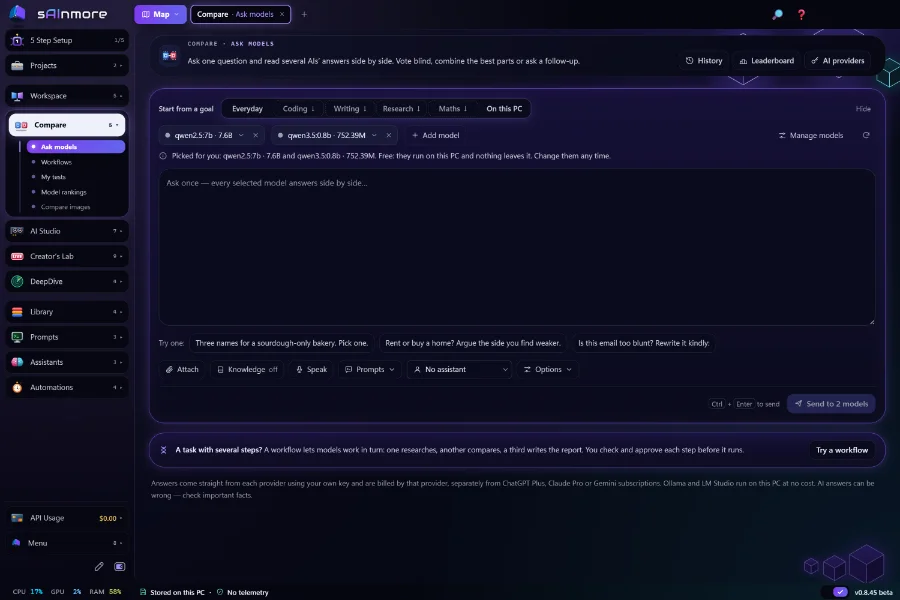 sAInmore
Map
Compare · Ask models ×
+
5 Step Setup 1/5
Projects 2
Workspace 6
Compare 5
Ask models
Workflows
My tests
Model rankings
Compare images
AI Studio 7
Creator's Lab 9
DeepDive 4
Library 4
Prompts 3
Assistants 3
Automations 4
API Usage $0.00
Menu 8
CPU 17% GPU 2% RAM 58%
COMPARE · ASK MODELS
Ask one question and read several AIs' answers side by side. Vote blind, combine the best parts or ask a follow-up.
History
Leaderboard
AI providers
Start from a goal
Everyday
Coding ↓
Writing ↓
Research ↓
Maths ↓
On this PC
Hide
qwen2.5:7b · 7.6B ×
qwen3.5:0.8b · 752.39M ×
+ Add model
Manage models
Picked for you: qwen2.5:7b · 7.6B and qwen3.5:0.8b · 752.39M. Free: they run on this PC and nothing leaves it. Change them any time.
Ask once — every selected model answers side by side...
Try one:
Three names for a sourdough-only bakery. Pick one.
Rent or buy a home? Argue the side you find weaker.
Is this email too blunt? Rewrite it kindly:
Attach
Knowledge off
Speak
Prompts
No assistant
Options
Ctrl + Enter to send
Send to 2 models
A task with several steps? A workflow lets models work in turn: one researches, another compares, a third writes the report. You check and approve each step before it runs.
Try a workflow
Answers come straight from each provider using your own key and are billed by that provider, separately from ChatGPT Plus, Claude Pro or Gemini subscriptions. Ollama and LM Studio run on this PC at no cost. AI answers can be
wrong — check important facts.
Stored on this PC · No telemetry
v0.8.45 beta